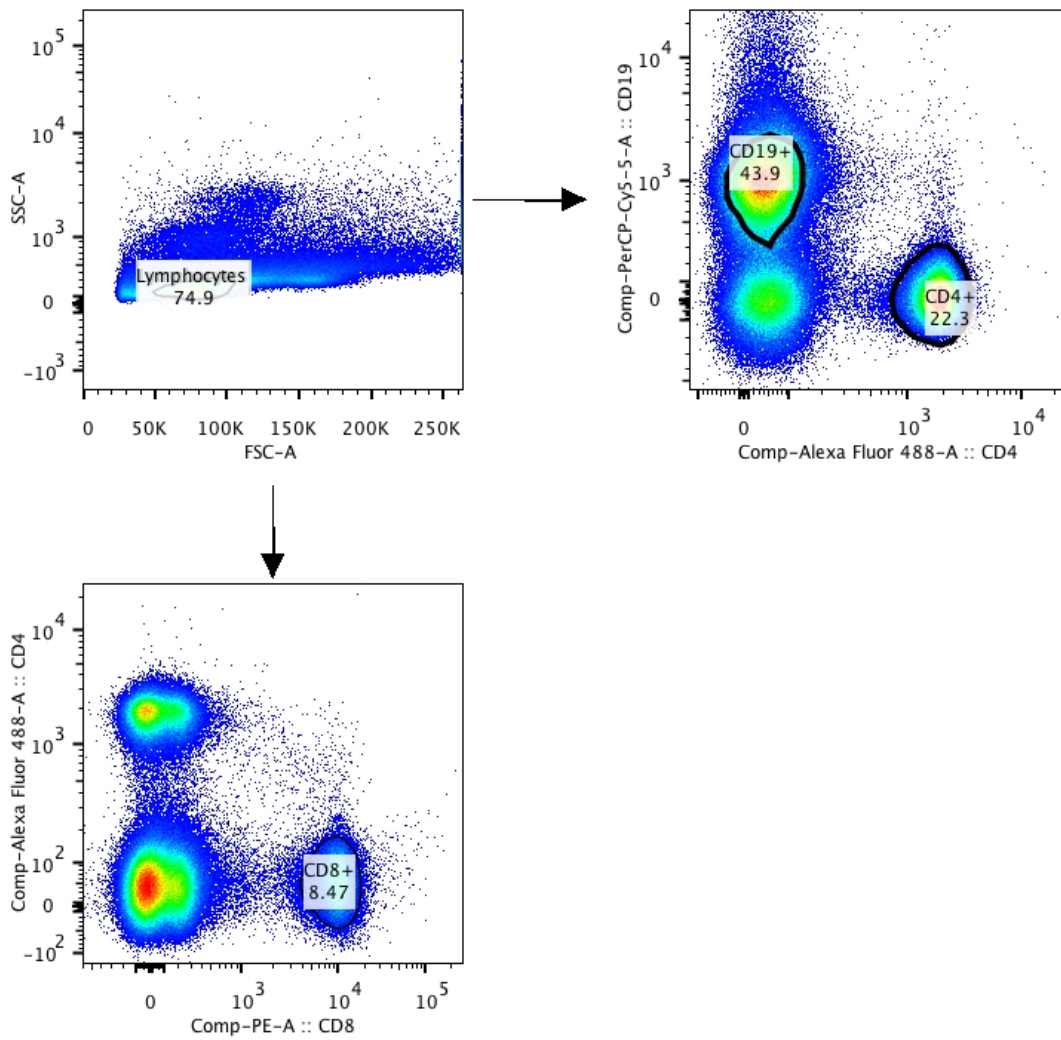 10^5
10^4
10^3
0
-10^3
SSC-A
Lymphocytes
74.9
0 50K 100K 150K 200K 250K
FSC-A
10^4
10^3
0
Comp-PerCP-Cy5-5-A :: CD19
CD19+
43.9
CD4+
22.3
0 10^3 10^4
Comp-Alexa Fluor 488-A :: CD4
10^4
10^3
10^2
0
-10^2
Comp-Alexa Fluor 488-A :: CD4
CD8+
8.47
0 10^3 10^4 10^5
Comp-PE-A :: CD8